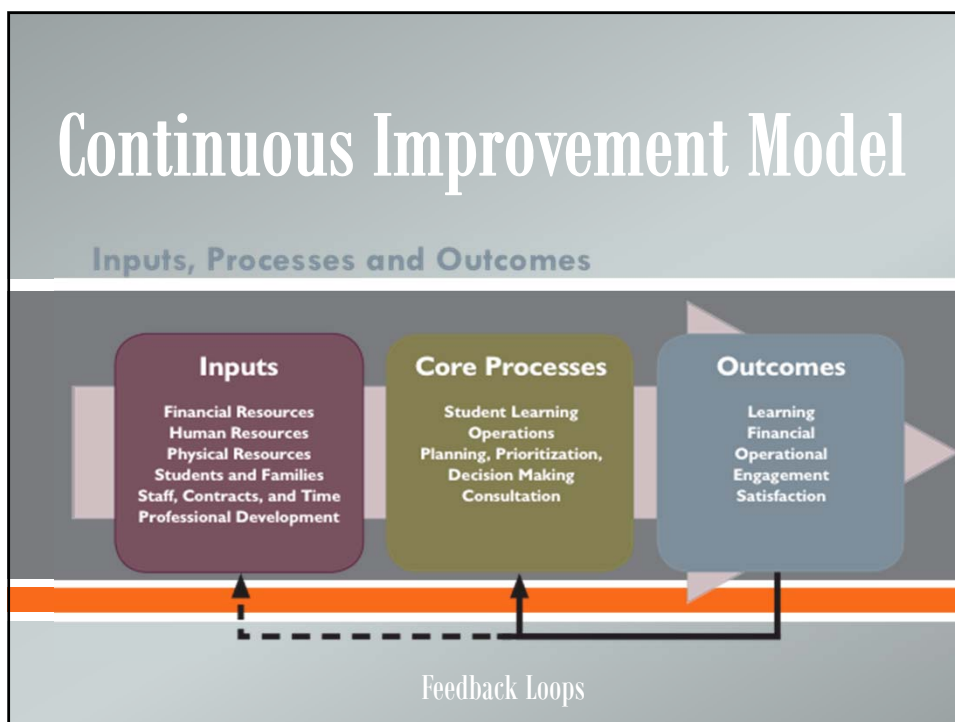 Continuous Improvement Model
Inputs, Processes and Outcomes
Inputs
Financial Resources
Human Resources
Physical Resources
Students and Families
Staff, Contracts, and Time
Professional Development
Core Processes
Student Learning
Operations
Planning, Prioritization,
Decision Making
Consultation
Outcomes
Learning
Financial
Operational
Engagement
Satisfaction
Feedback Loops